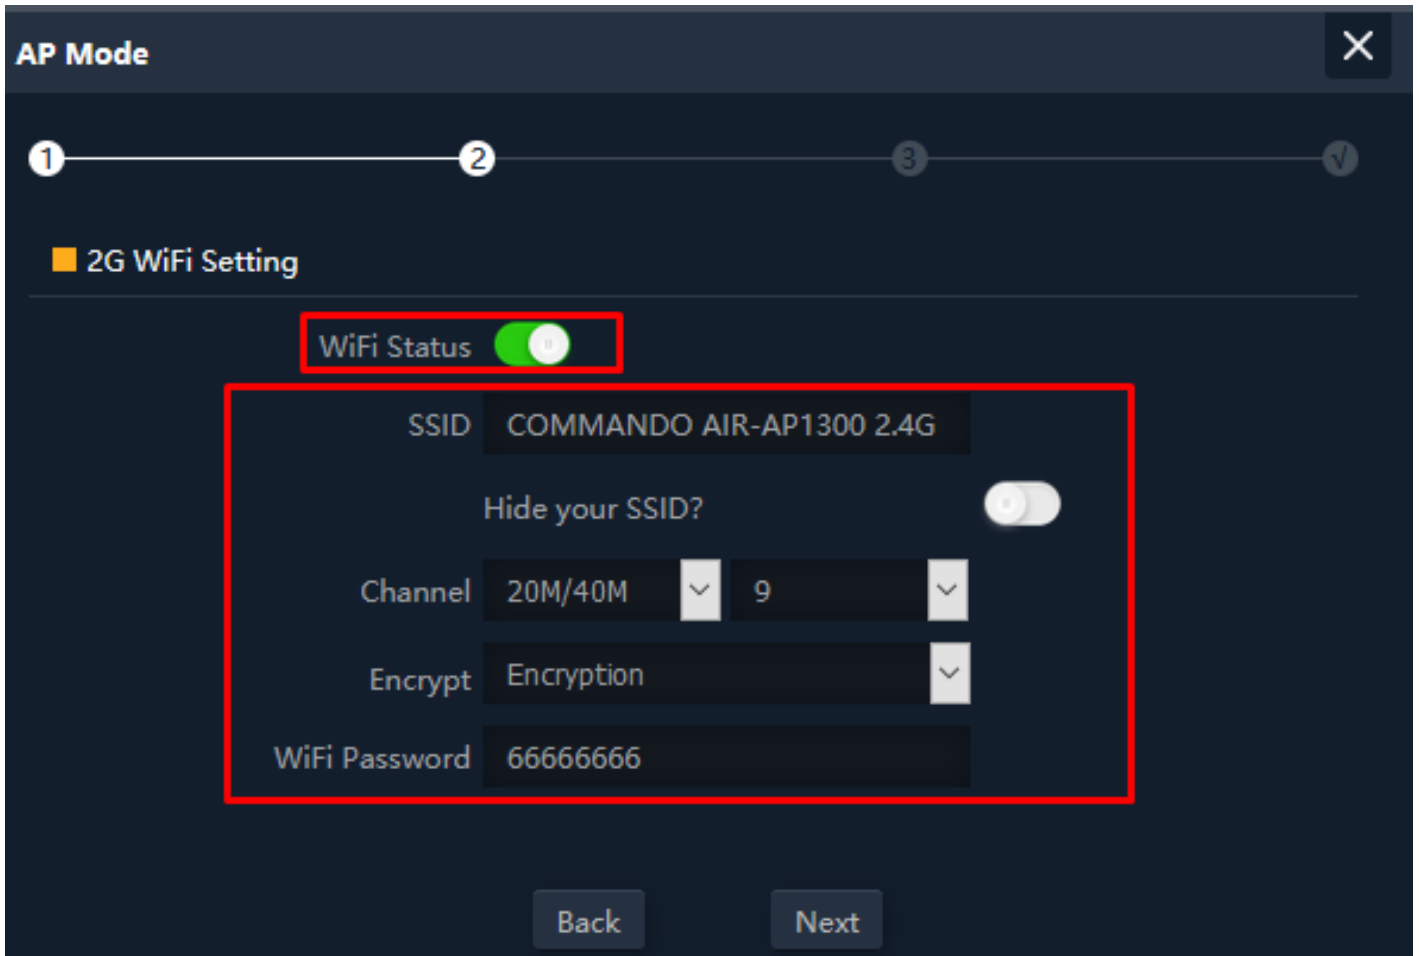 AP Mode
1 2 3 √
2G WiFi Setting
WiFi Status
SSID COMMANDO AIR-AP1300 2.4G
Hide your SSID?
Channel 20M/40M 9
Encrypt Encryption
WiFi Password 66666666
Back Next